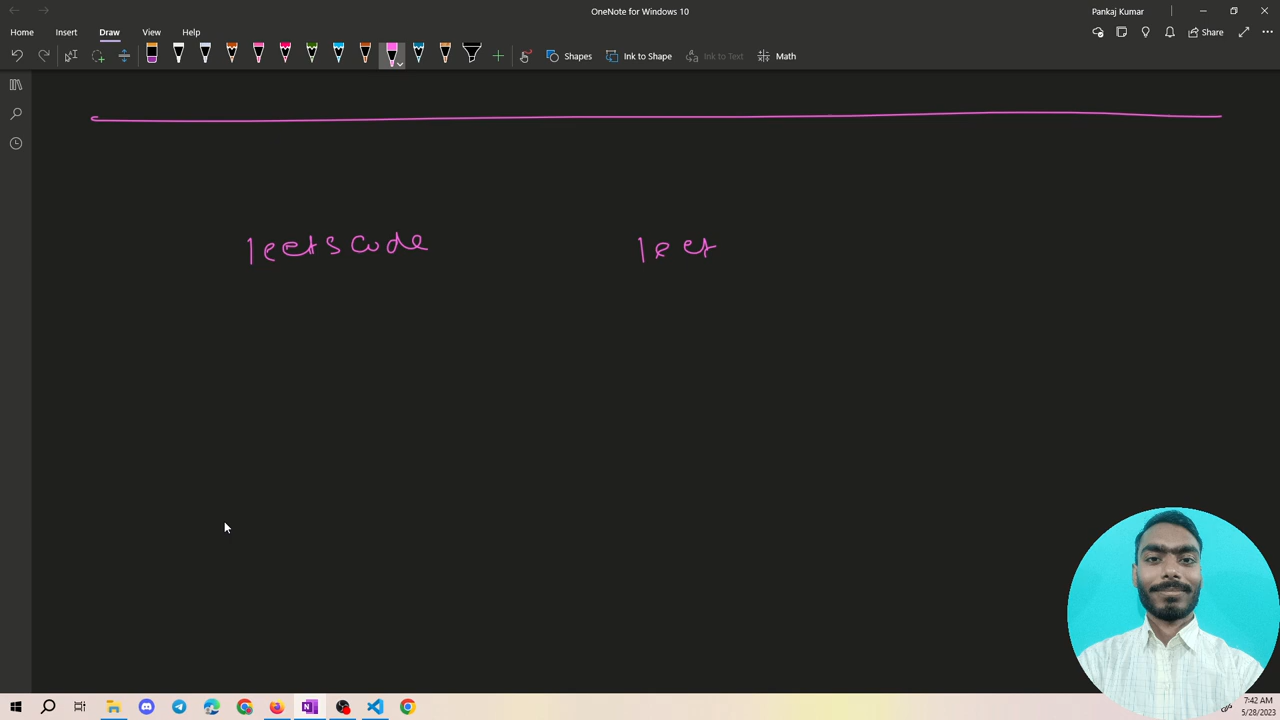 OneNote for Windows 10
Pankaj Kumar
Home Insert Draw View Help
Share
Shapes Ink to Shape Ink to Text Math
leetscode leet
7:42 AM
5/28/2023